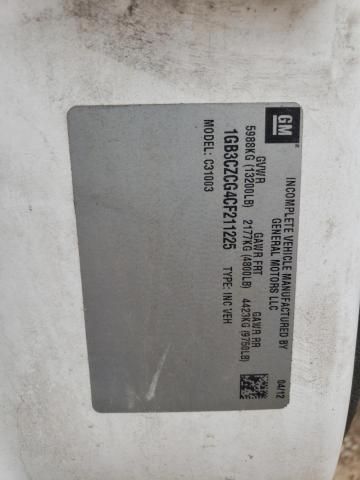 GM
INCOMPLETE VEHICLE MANUFACTURED BY
GENERAL MOTORS LLC
04/12
GVWR GAWR FRT GAWR RR
5988KG (13200LB) 2177KG (4800LB) 4423KG (9750LB)
1GB3CZCG4CF211225
MODEL: C31003 TYPE: INC VEH